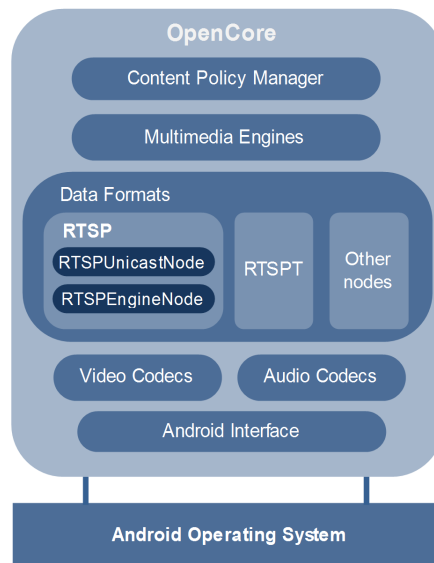 OpenCore
Content Policy Manager
Multimedia Engines
Data Formats
RTSP
RTSPUnicastNode
RTSPEngineNode
RTSPT
Other
nodes
Video Codecs
Audio Codecs
Android Interface
Android Operating System